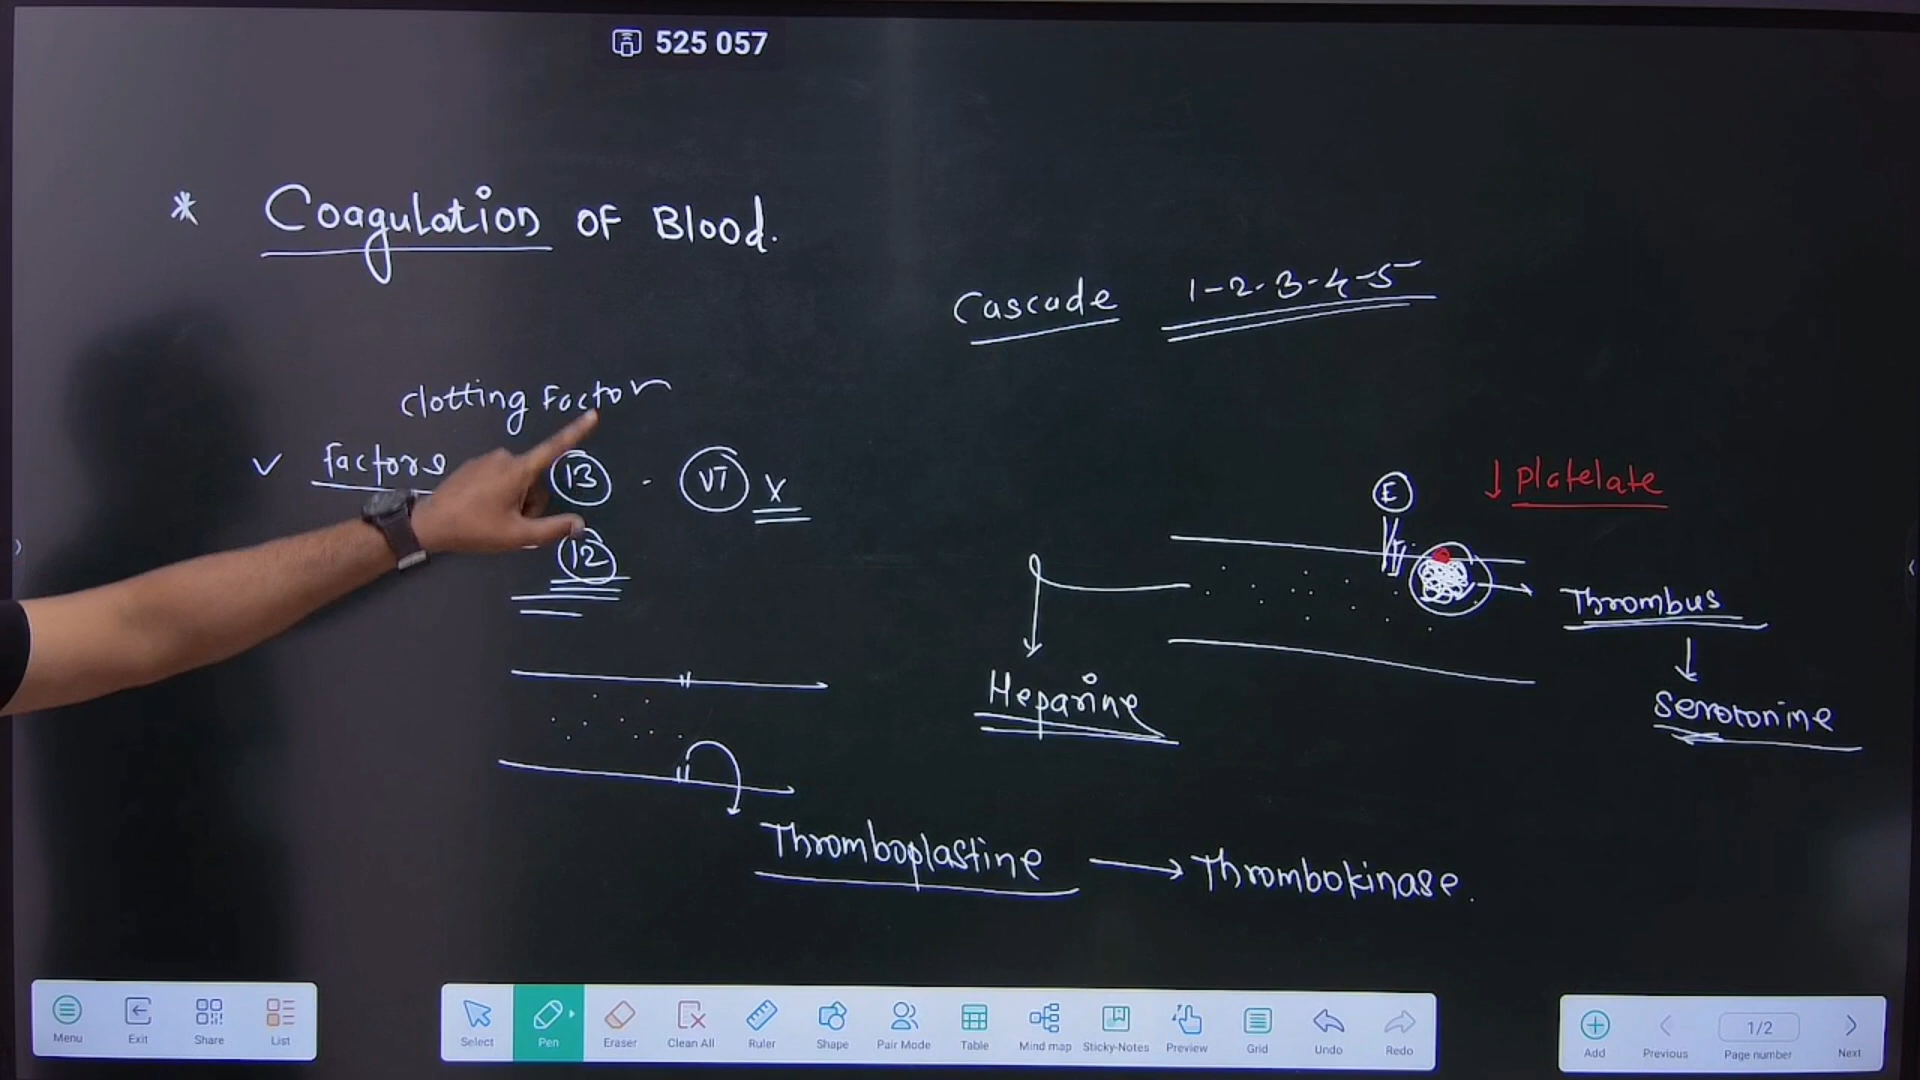 525 057
* Coagulation of Blood.
Cascade 1-2-3-4-5
Clotting Factor
✓ factors 13 - VI X
12
E ↓ Platelate
Thrombus
Heparine
Serotonine
Thromboplastine → Thrombokinase.
Menu Exit Share List Select Pen Eraser Clean All Ruler Shape Pair Mode Table Mind map Sticky-Notes Preview Grid Undo Redo Add Previous 1/2 Page number Next